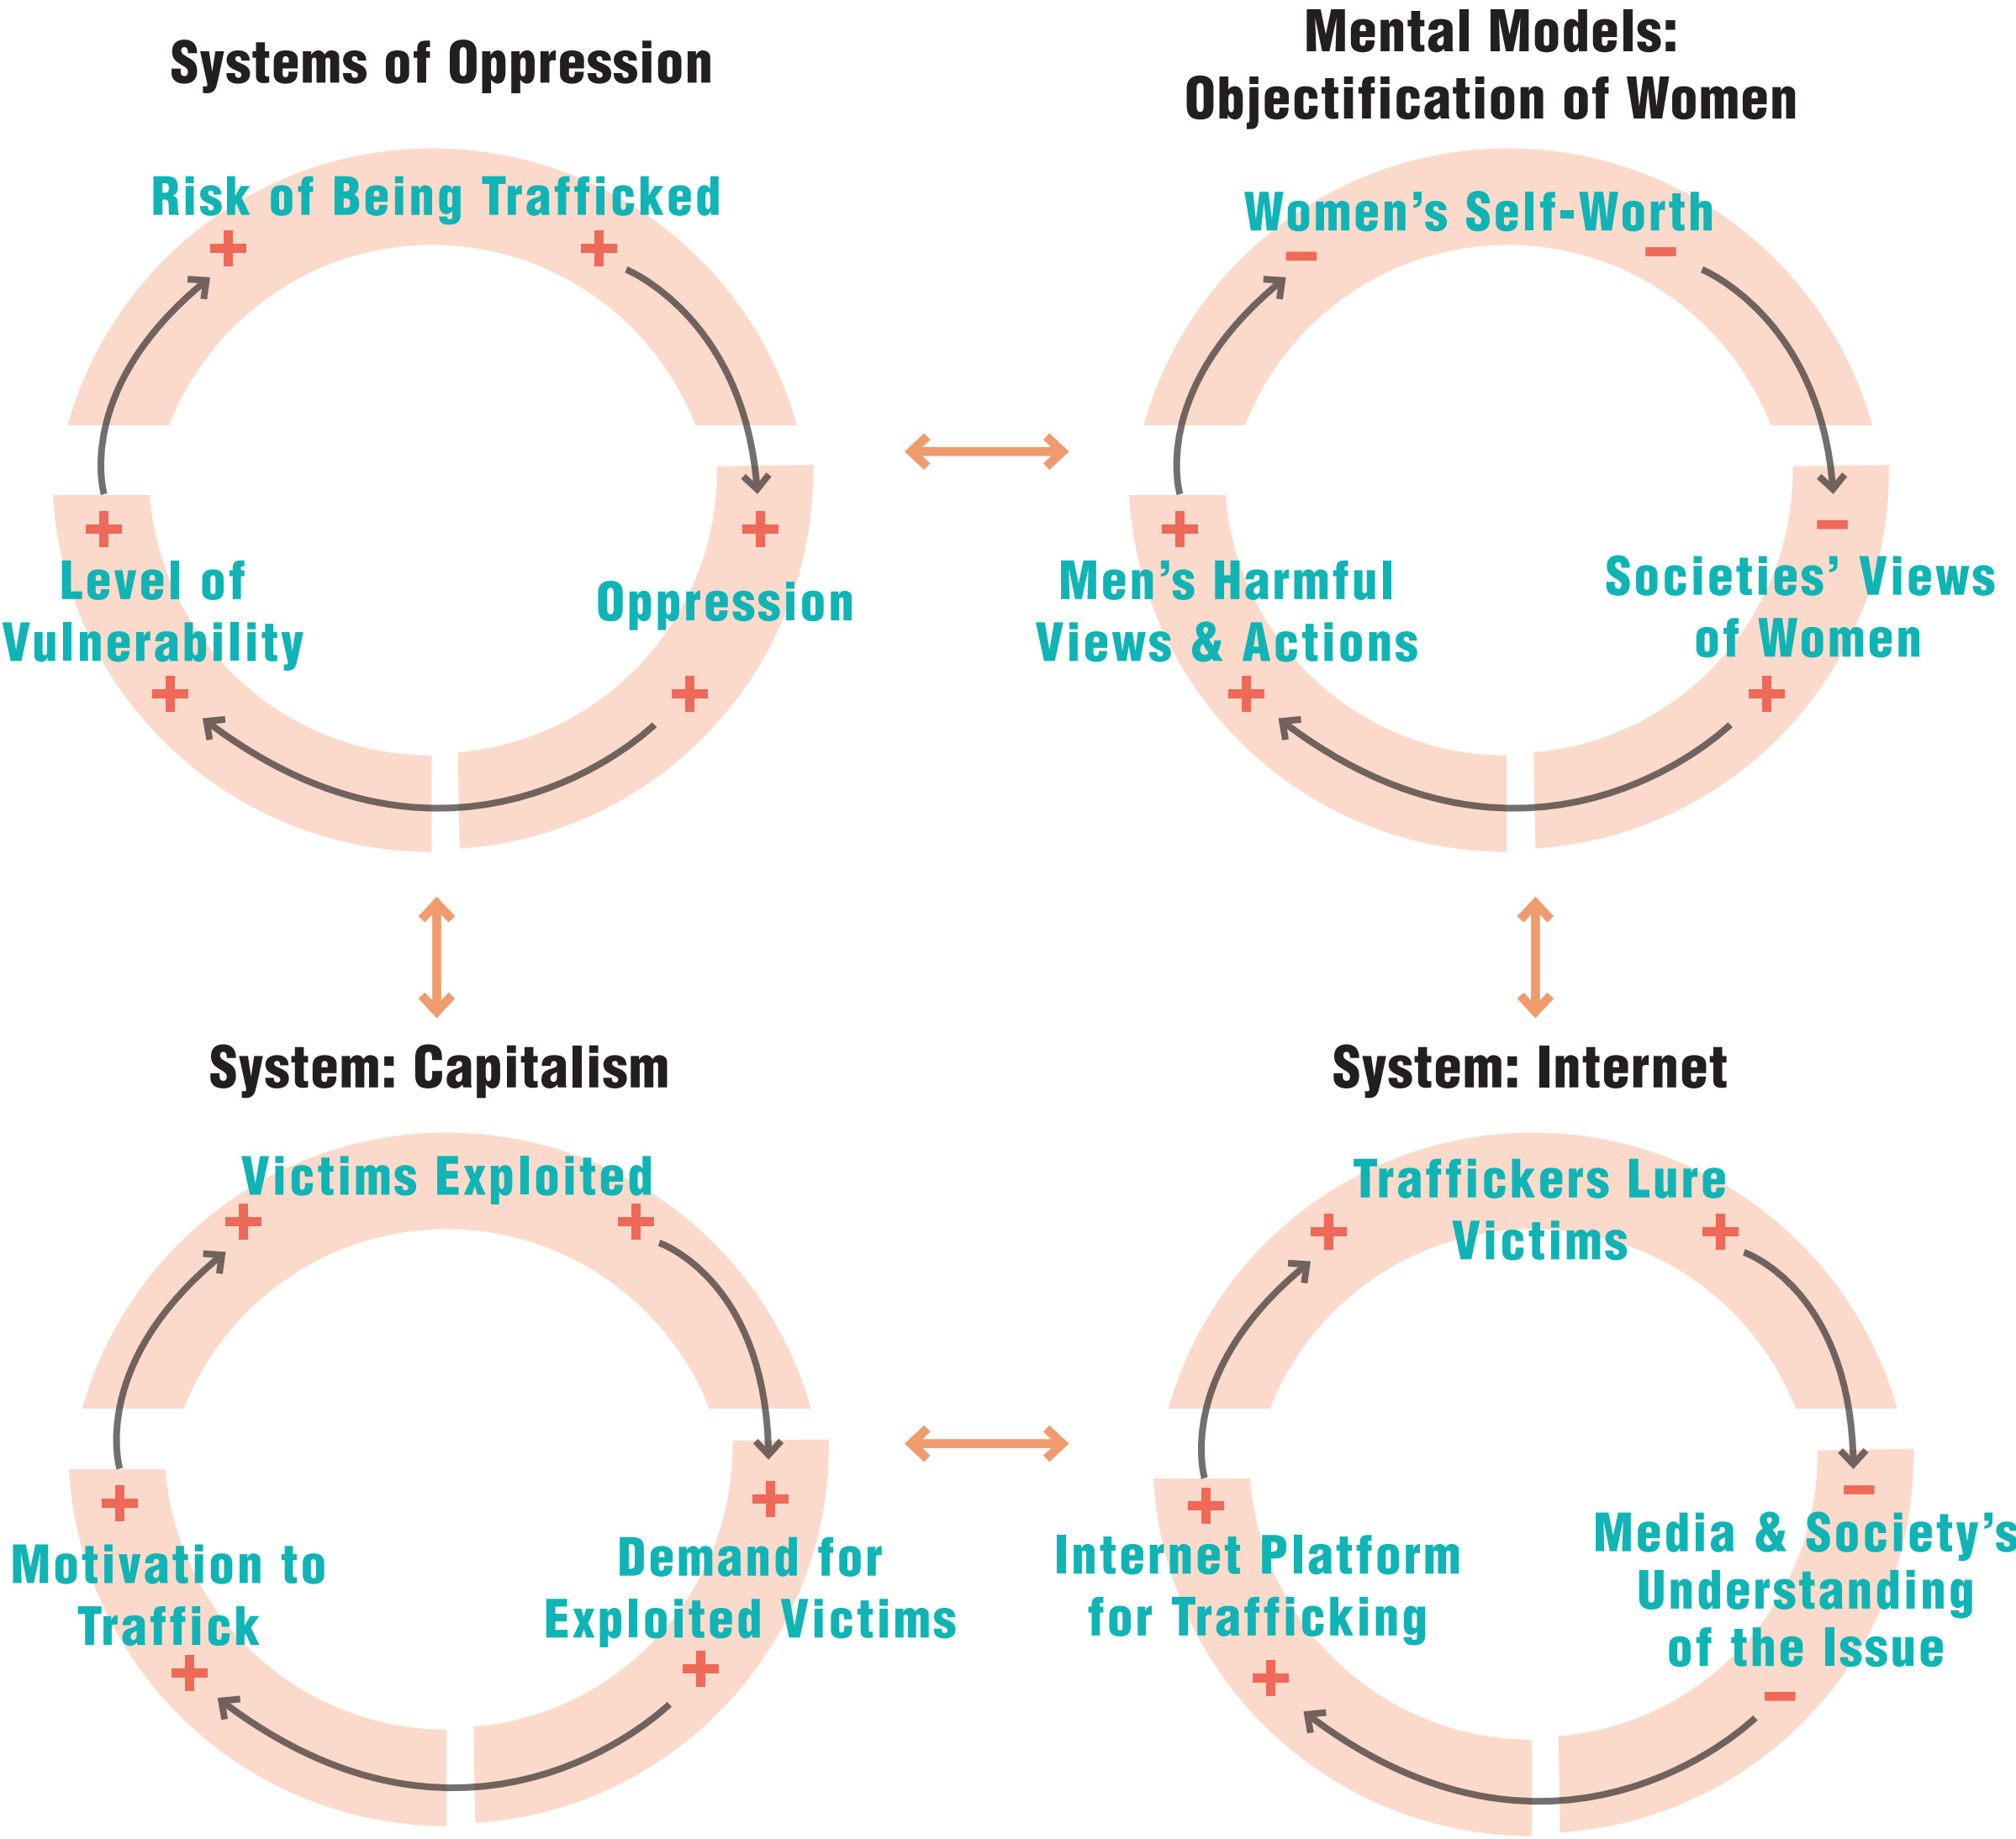 Systems of Oppression
Risk of Being Trafficked
+ +
+ +
Level of
Vulnerability
Oppression
+ +
Mental Models:
Objectification of Women
Women's Self-Worth
– –
+ –
Men's Harmful
Views & Actions
Societies' Views
of Women
+ +
System: Capitalism
Victims Exploited
+ +
+ +
Motivation to
Traffick
Demand for
Exploited Victims
+ +
System: Internet
Traffickers Lure
Victims
+ +
+ –
Internet Platform
for Trafficking
Media & Society's
Understanding
of the Issue
+ –